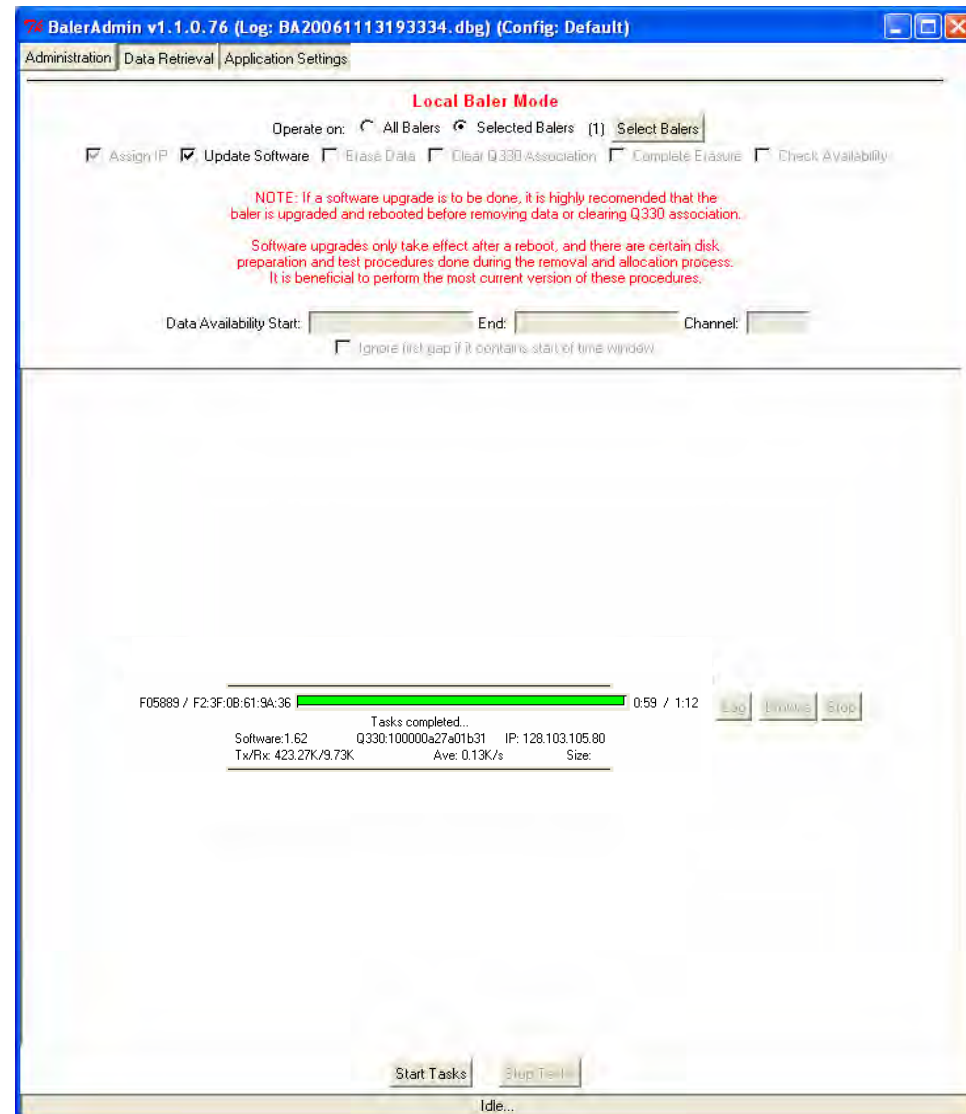 BalerAdmin v1.1.0.76 (Log: BA20061113193334.dbg) (Config: Default)
Administration Data Retrieval Application Settings
Local Baler Mode
Operate on: All Balers Selected Balers (1) Select Balers
Assign IP Update Software Erase Data Clear Q330 Association Complete Erasure Check Availability
NOTE: If a software upgrade is to be done, it is highly recomended that the
baler is upgraded and rebooted before removing data or clearing Q330 association.
Software upgrades only take effect after a reboot, and there are certain disk
preparation and test procedures done during the removal and allocation process.
It is beneficial to perform the most current version of these procedures.
Data Availability Start: End: Channel:
Ignore first gap if it contains start of time window
F05889 / F2:3F:0B:61:9A:36 0:59 / 1:12 Log Browse Stop
Tasks completed...
Software:1.62 Q330:100000a27a01b31 IP: 128.103.105.80
Tx/Rx: 423.27K/9.73K Ave: 0.13K/s Size:
Start Tasks Stop Tasks
Idle...